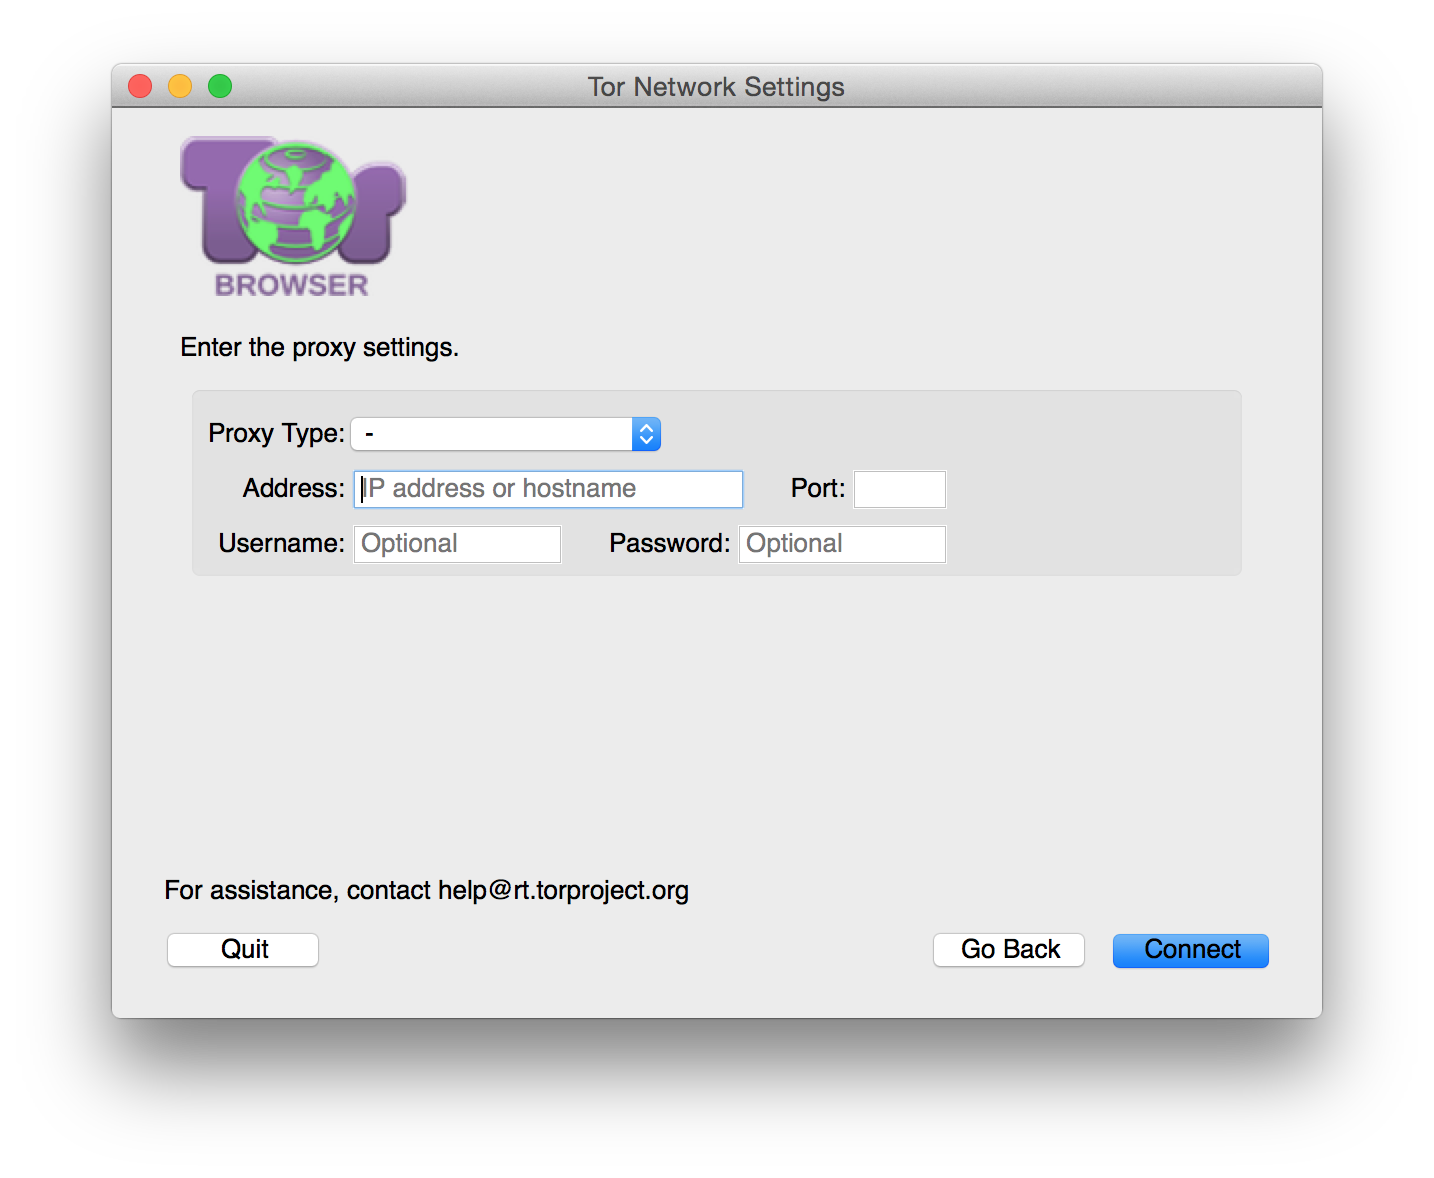 Tor Network Settings
Tor
BROWSER
Enter the proxy settings.
Proxy Type: -
Address: IP address or hostname Port:
Username: Optional Password: Optional
For assistance, contact help@rt.torproject.org
Quit Go Back Connect